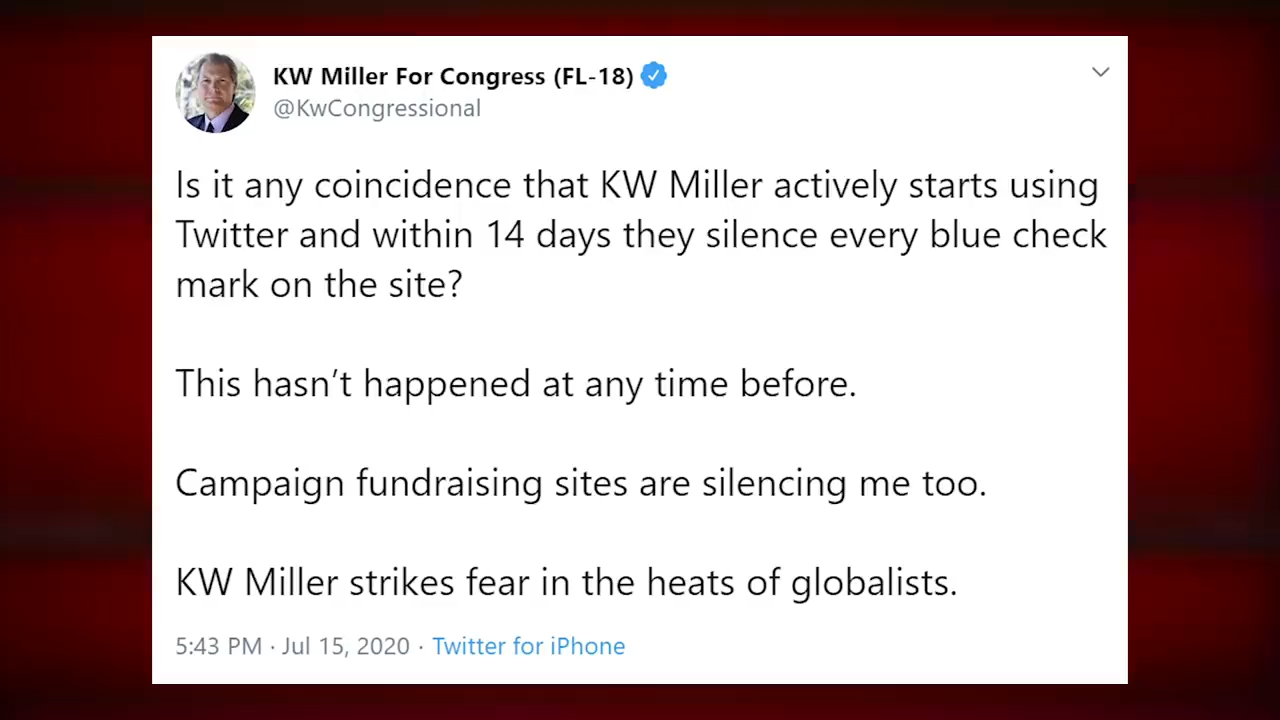 KW Miller For Congress (FL-18)
@KwCongressional
Is it any coincidence that KW Miller actively starts using
Twitter and within 14 days they silence every blue check
mark on the site?
This hasn’t happened at any time before.
Campaign fundraising sites are silencing me too.
KW Miller strikes fear in the heats of globalists.
5:43 PM · Jul 15, 2020 · Twitter for iPhone